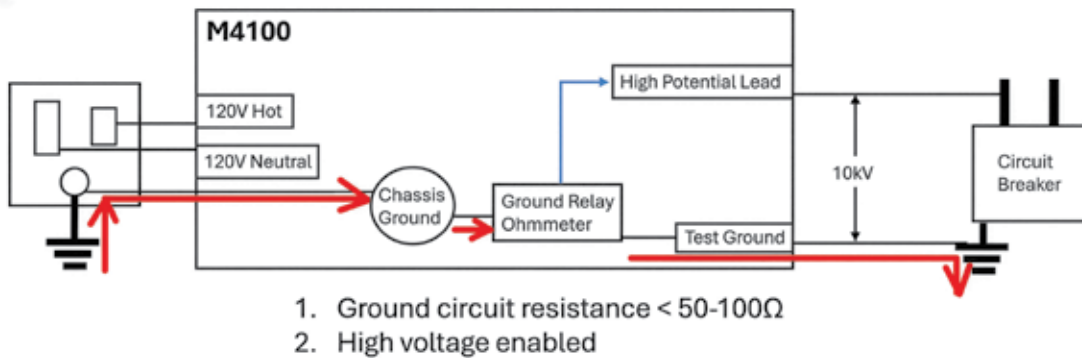 M4100
High Potential Lead
120V Hot
120V Neutral
10kV
Circuit
Breaker
Chassis
Ground
Ground Relay
Ohmmeter
Test Ground
1. Ground circuit resistance < 50-100Ω
2. High voltage enabled